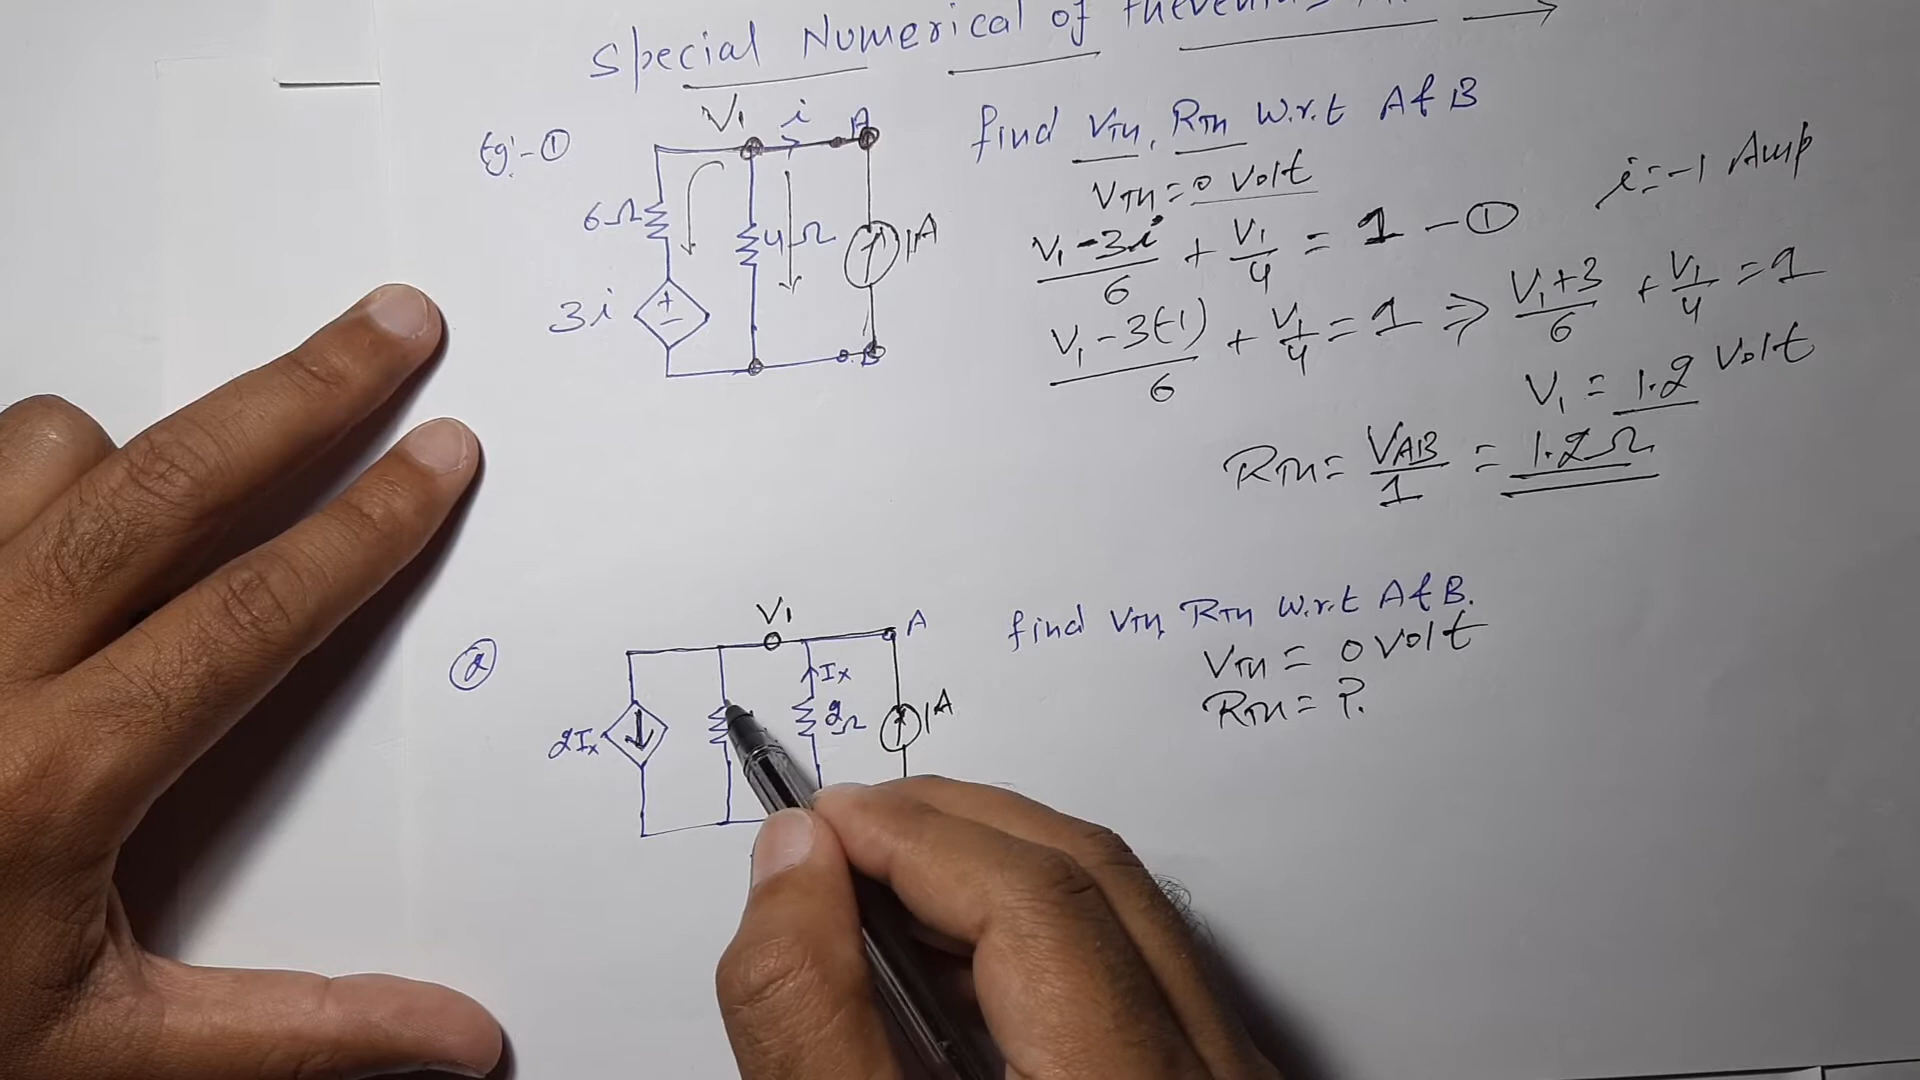 Special Numerical of Thevenin's
Eg:- ①
V₁
i
A
6Ω
4Ω
1A
3i
+
-
B
find VTH, RTH w.r.t A & B
VTH = 0 volt
i = -1 Amp
V₁ - 3i / 6 + V₁ / 4 = 1 - ①
V₁ - 3(-1) / 6 + V₁ / 4 = 1 ⇒ V₁ + 3 / 6 + V₁ / 4 = 1
V₁ = 1.2 Volt
RTH = VAB / 1 = 1.2Ω
②
V₁
A
Ix
2Ix
2Ω
1A
find VTH RTH w.r.t A & B.
VTH = 0 volt
RTH = ?.